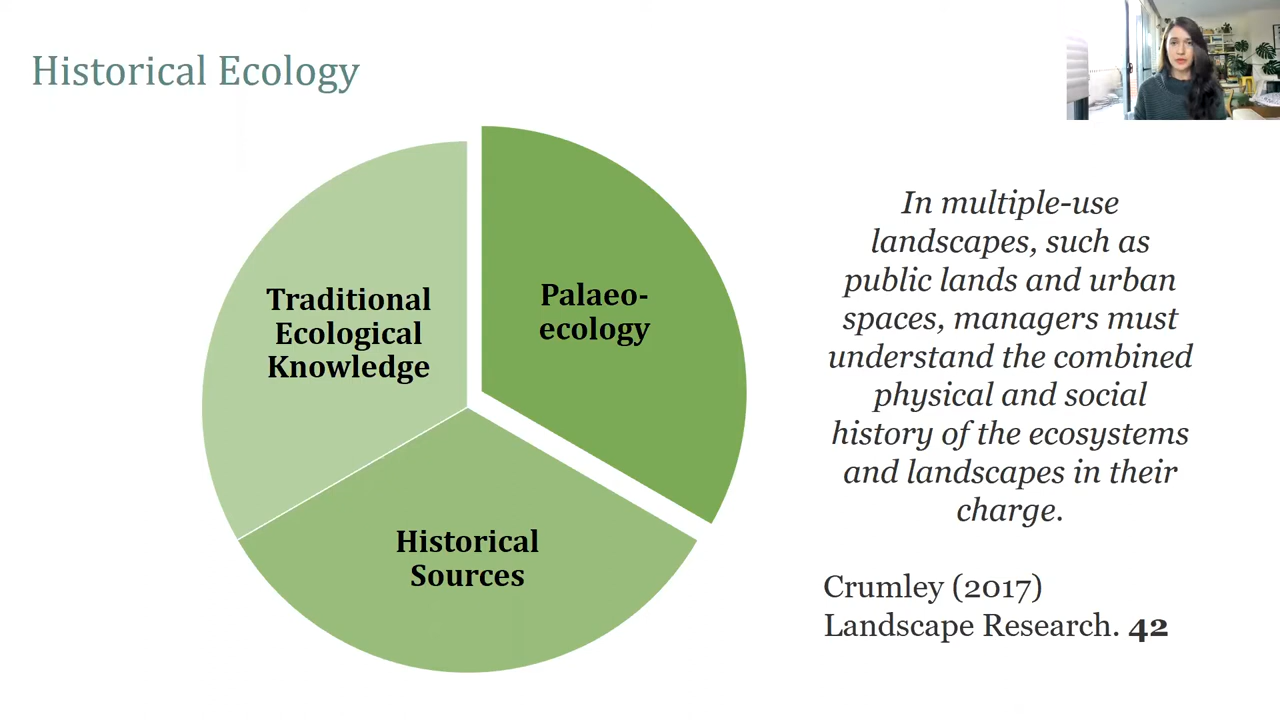 Historical Ecology
Traditional
Ecological
Knowledge
Palaeo-
ecology
Historical
Sources
In multiple-use
landscapes, such as
public lands and urban
spaces, managers must
understand the combined
physical and social
history of the ecosystems
and landscapes in their
charge.
Crumley (2017)
Landscape Research. 42